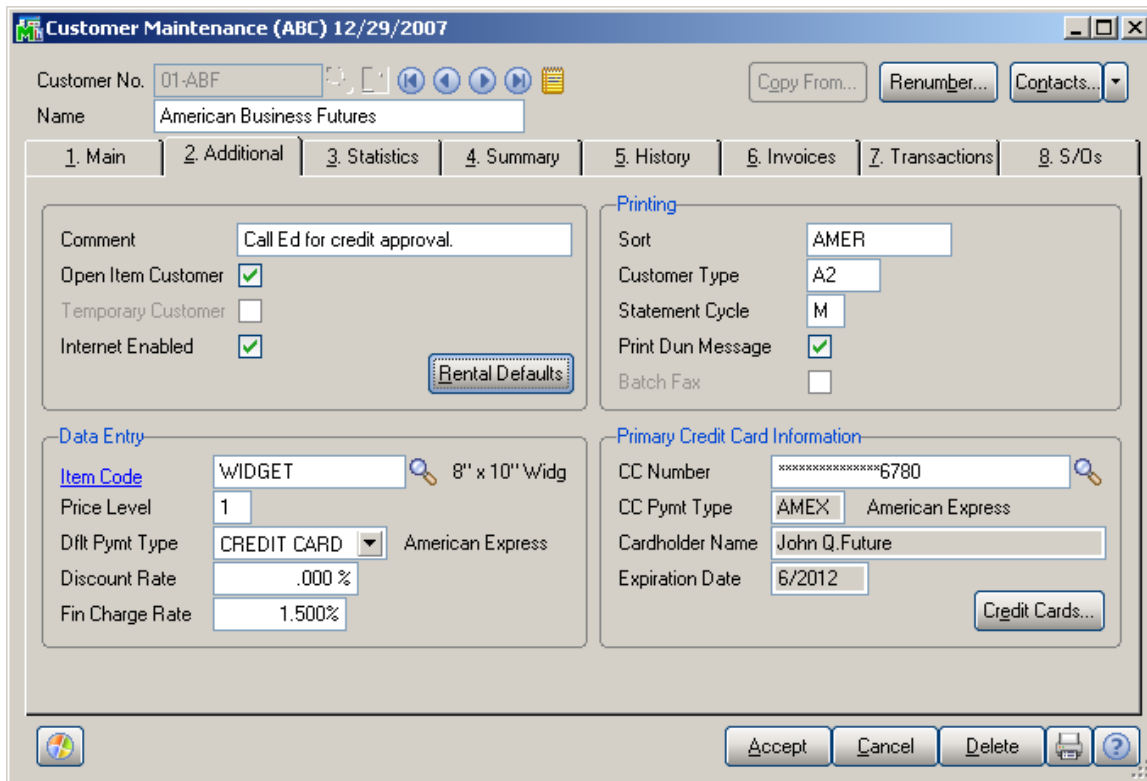 Customer Maintenance (ABC) 12/29/2007
Customer No. 01-ABF Copy From... Renumber... Contacts...
Name American Business Futures
1. Main 2. Additional 3. Statistics 4. Summary 5. History 6. Invoices 7. Transactions 8. S/Os
Comment Call Ed for credit approval.
Open Item Customer
Temporary Customer
Internet Enabled
Rental Defaults
Printing
Sort AMER
Customer Type A2
Statement Cycle M
Print Dun Message
Batch Fax
Data Entry
Item Code WIDGET 8" x 10" Widg
Price Level 1
Dflt Pymt Type CREDIT CARD American Express
Discount Rate .000 %
Fin Charge Rate 1.500%
Primary Credit Card Information
CC Number ***************6780
CC Pymt Type AMEX American Express
Cardholder Name John Q.Future
Expiration Date 6/2012
Credit Cards...
Accept Cancel Delete